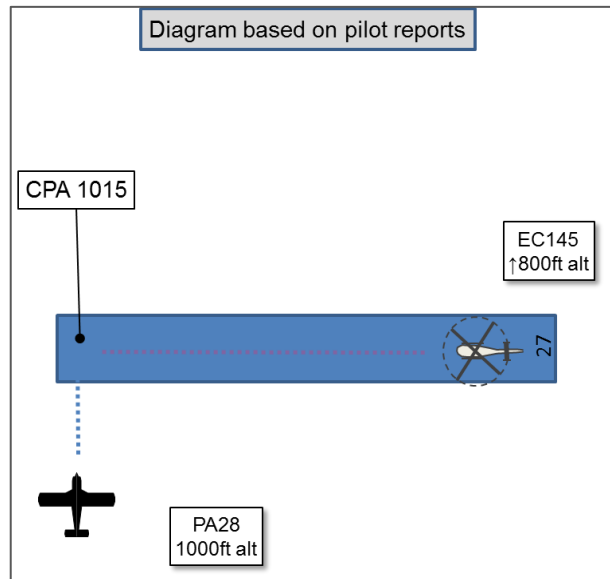 Diagram based on pilot reports
CPA 1015
EC145
↑800ft alt
27
PA28
1000ft alt